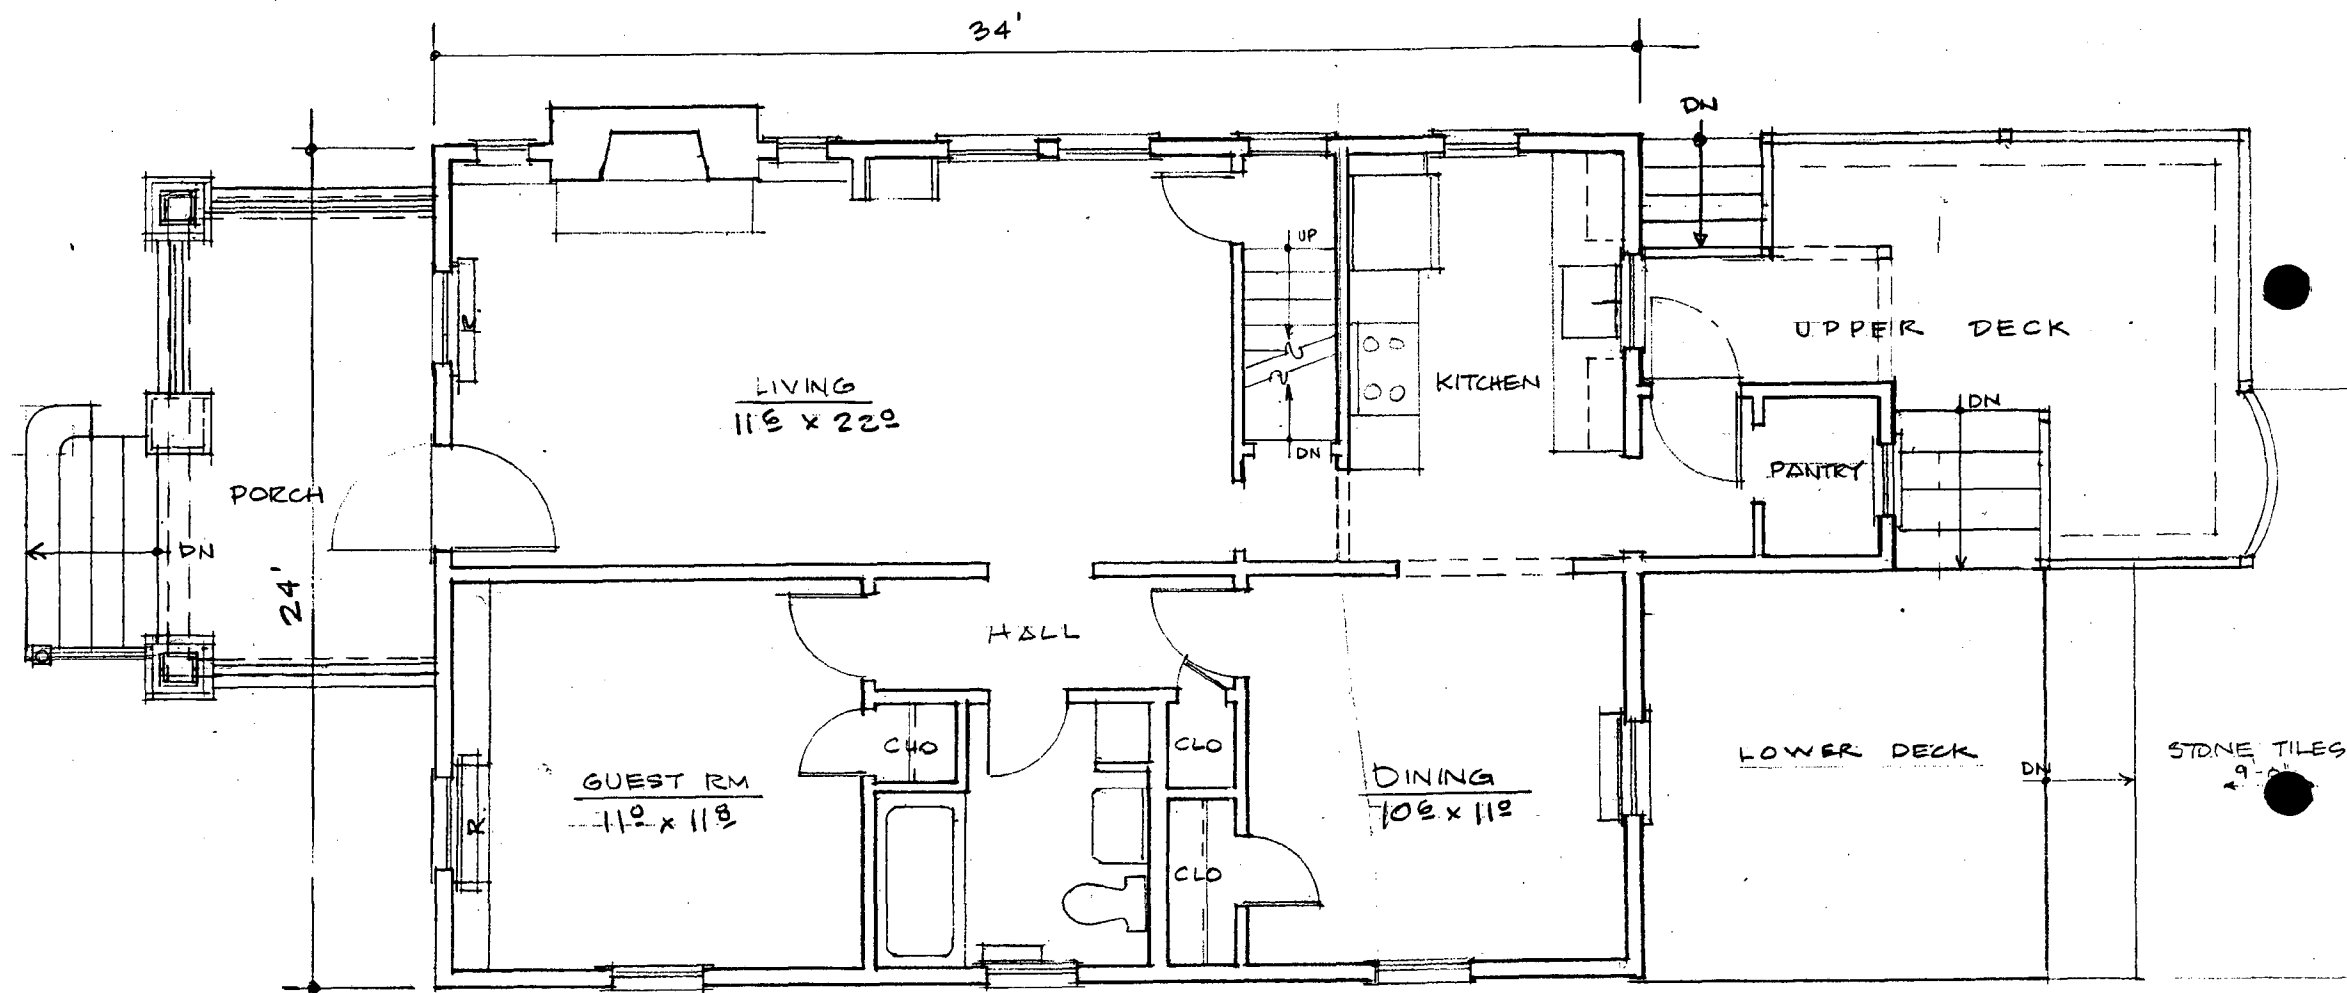 34'
DN
UP
UPPER DECK
KITCHEN
LIVING
11⁶ x 22⁰
R.
DN
DN
PANTRY
PORCH
DN
24'
HALL
CLO
CLO
GUEST RM
11⁰ x 11⁸
R.
DINING
10⁶ x 11⁰
CLO
LOWER DECK
DN
STONE TILES